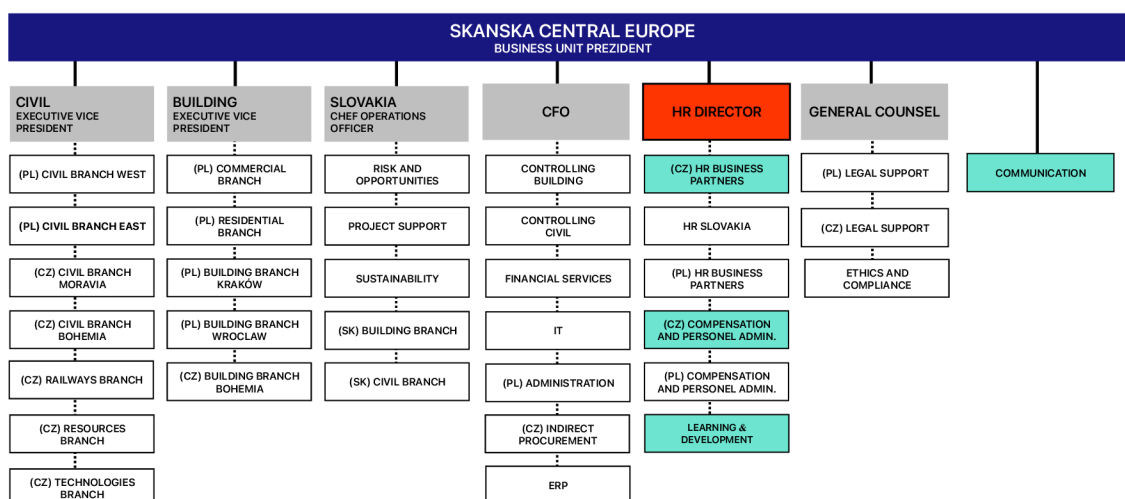 SKANSKA CENTRAL EUROPE
BUSINESS UNIT PREZIDENT
CIVIL
EXECUTIVE VICE
PRESIDENT
(PL) CIVIL BRANCH WEST
(PL) CIVIL BRANCH EAST
(CZ) CIVIL BRANCH
MORAVIA
(CZ) CIVIL BRANCH
BOHEMIA
(CZ) RAILWAYS BRANCH
(CZ) RESOURCES
BRANCH
(CZ) TECHNOLOGIES
BRANCH
BUILDING
EXECUTIVE VICE
PRESIDENT
(PL) COMMERCIAL
BRANCH
(PL) RESIDENTIAL
BRANCH
(PL) BUILDING BRANCH
KRAKÓW
(PL) BUILDING BRANCH
WROCLAW
(CZ) BUILDING BRANCH
BOHEMIA
SLOVAKIA
CHEF OPERATIONS
OFFICER
RISK AND
OPPORTUNITIES
PROJECT SUPPORT
SUSTAINABILITY
(SK) BUILDING BRANCH
(SK) CIVIL BRANCH
CFO
CONTROLLING
BUILDING
CONTROLLING
CIVIL
FINANCIAL SERVICES
IT
(PL) ADMINISTRATION
(CZ) INDIRECT
PROCUREMENT
ERP
HR DIRECTOR
(CZ) HR BUSINESS
PARTNERS
HR SLOVAKIA
(PL) HR BUSINESS
PARTNERS
(CZ) COMPENSATION
AND PERSONEL ADMIN.
(PL) COMPENSATION
AND PERSONEL ADMIN.
LEARNING &
DEVELOPMENT
GENERAL COUNSEL
(PL) LEGAL SUPPORT
(CZ) LEGAL SUPPORT
ETHICS AND
COMPLIANCE
COMMUNICATION